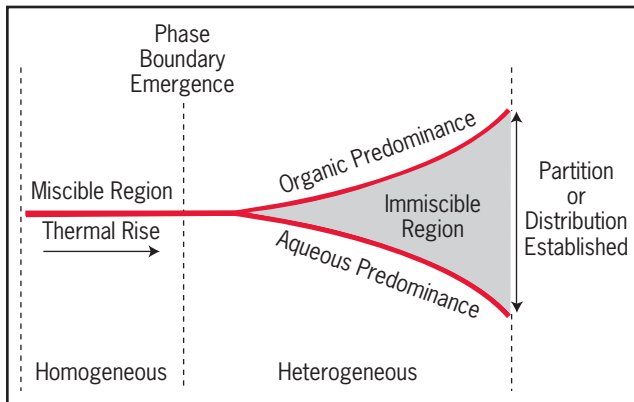 Phase
Boundary
Emergence
Organic Predominance
Miscible Region
Thermal Rise
Immiscible
Region
Aqueous Predominance
Partition
or
Distribution
Established
Homogeneous
Heterogeneous